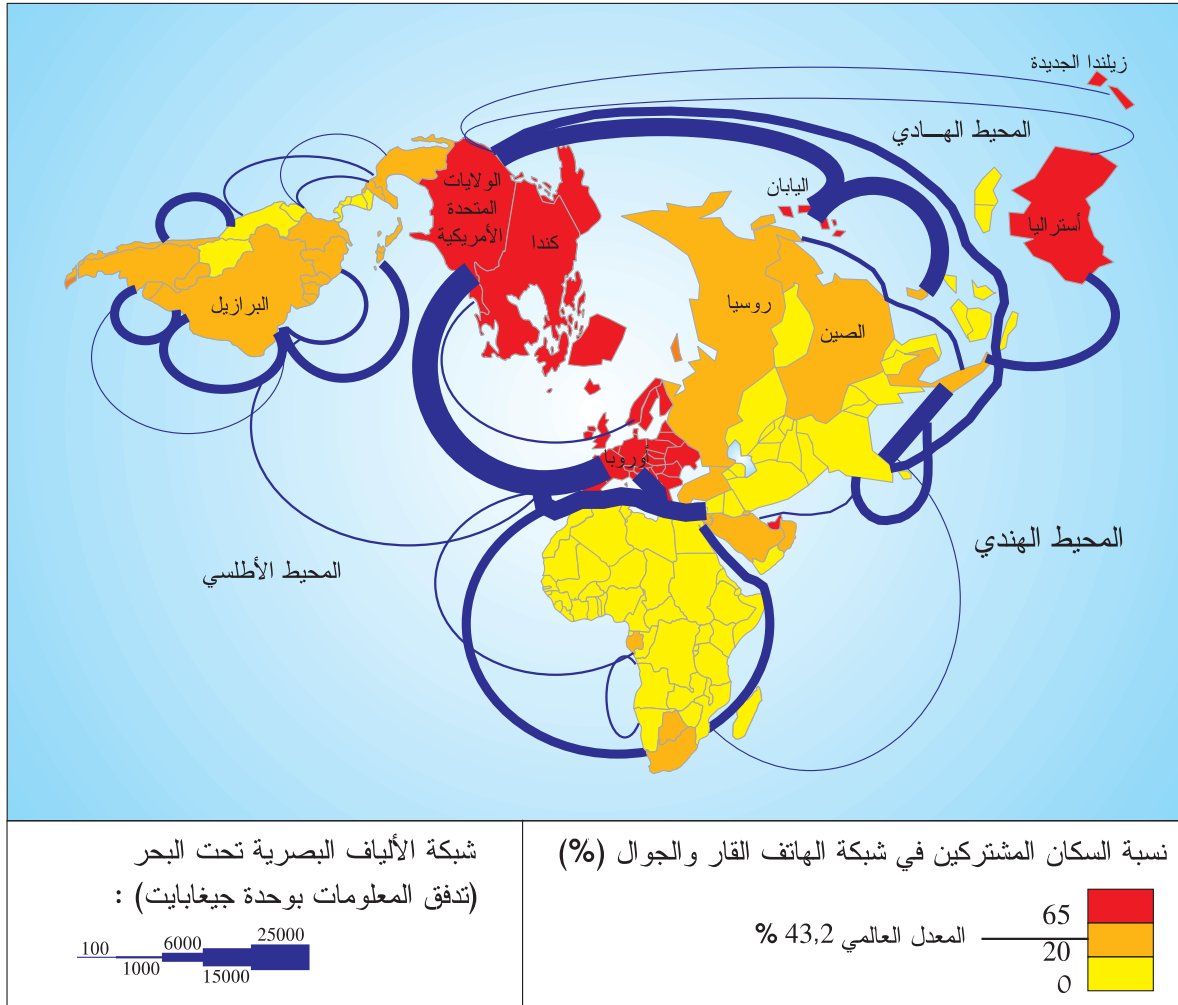 زيلندا الجديدة
المحيط الهـــادي
اليابان
الولايات
المتحدة
الأمريكية
كندا
أستراليا
روسيا
الصين
البرازيل
أوروبا
المحيط الهندي
المحيط الأطلسي
نسبة السكان المشتركين في شبكة الهاتف القار والجوال (%)
65
المعدل العالمي 43,2 %
20
0
شبكة الألياف البصرية تحت البحر
(تدفق المعلومات بوحدة جيغابايت) :
100
1000
6000
15000
25000